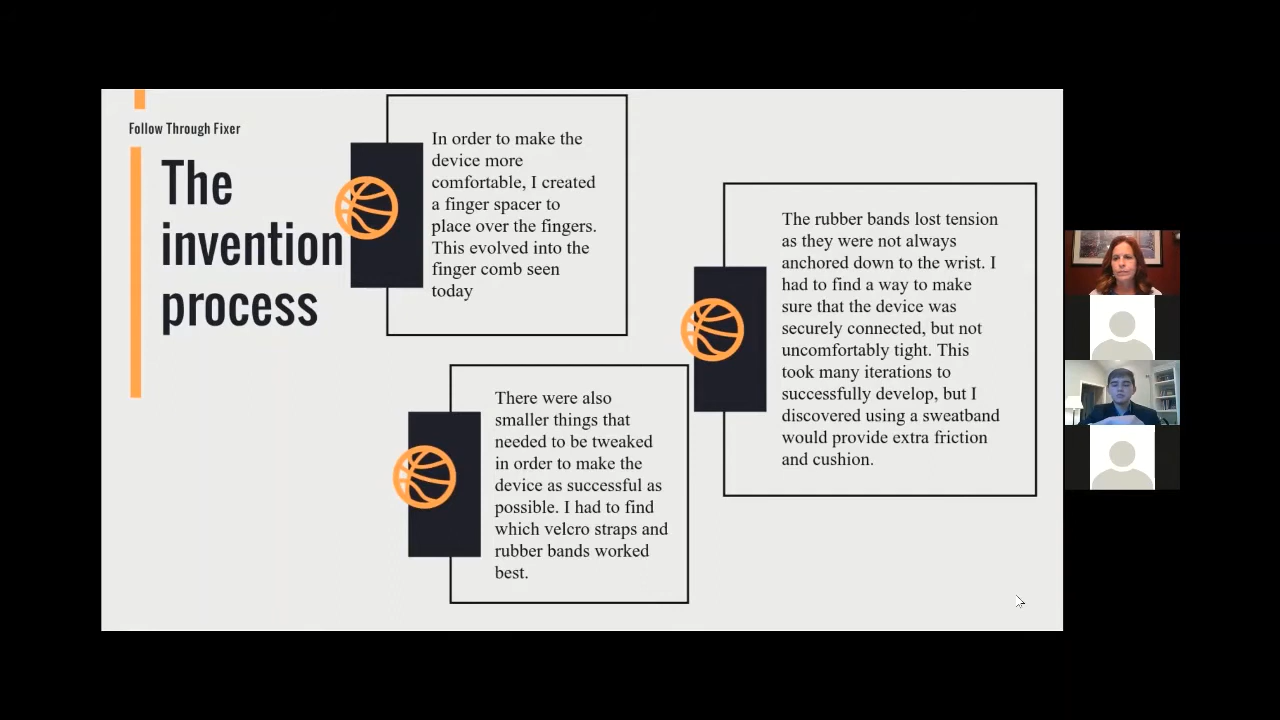 Follow Through Fixer
The
invention
process
In order to make the
device more
comfortable, I created
a finger spacer to
place over the fingers.
This evolved into the
finger comb seen
today
There were also
smaller things that
needed to be tweaked
in order to make the
device as successful as
possible. I had to find
which velcro straps and
rubber bands worked
best.
The rubber bands lost tension
as they were not always
anchored down to the wrist. I
had to find a way to make
sure that the device was
securely connected, but not
uncomfortably tight. This
took many iterations to
successfully develop, but I
discovered using a sweatband
would provide extra friction
and cushion.